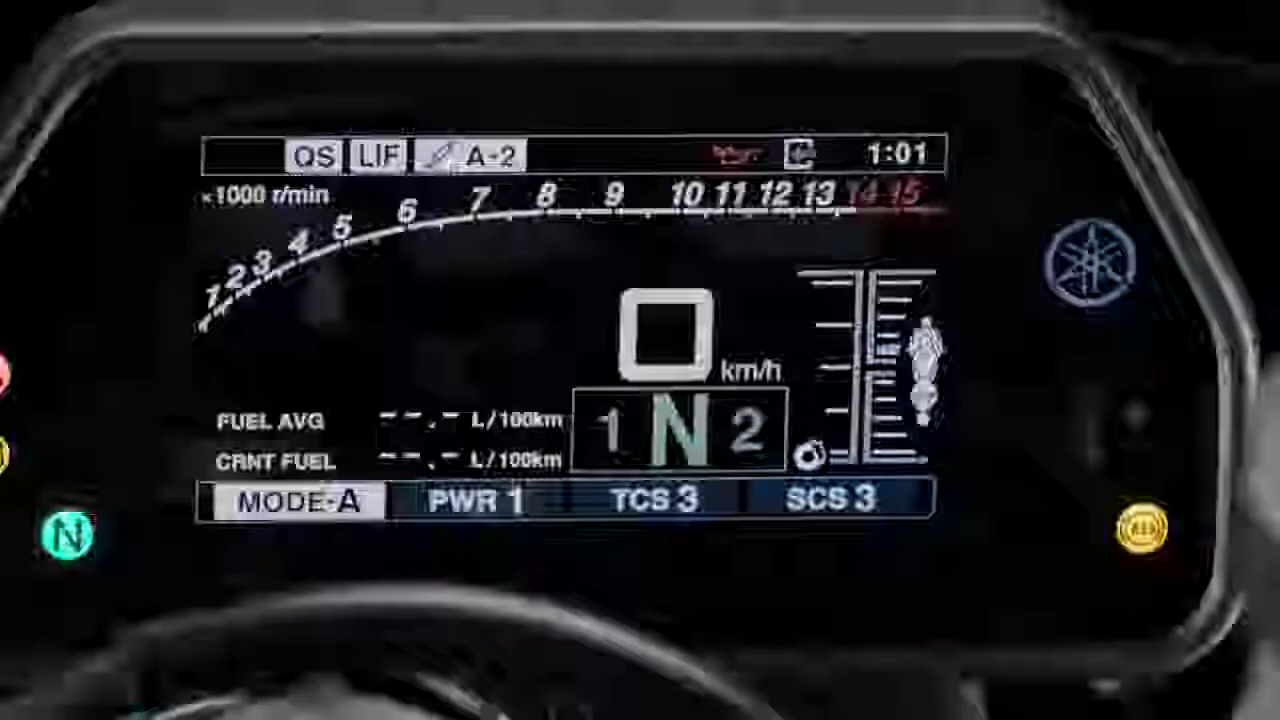 QS LIF A-2 1:01
×1000 r/min
1 2 3 4 5 6 7 8 9 10 11 12 13 14 15
0 km/h
FUEL AVG --.- L/100km
1 N 2
CRNT FUEL --.- L/100km
MODE-A PWR 1 TCS 3 SCS 3
N